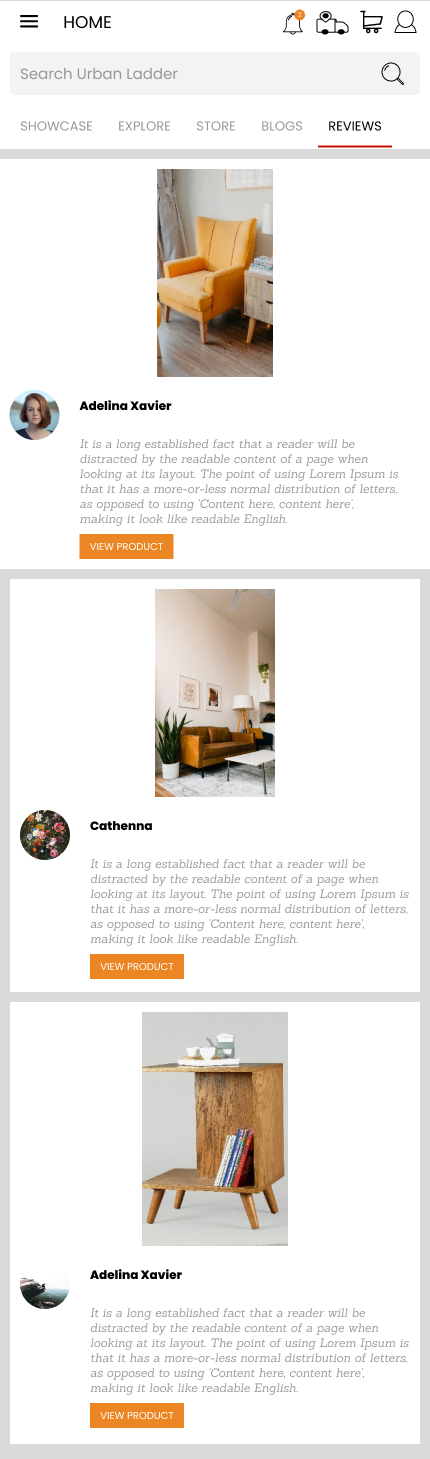 HOME
2
Search Urban Ladder
SHOWCASE EXPLORE STORE BLOGS REVIEWS
Adelina Xavier
It is a long established fact that a reader will be
distracted by the readable content of a page when
looking at its layout. The point of using Lorem Ipsum is
that it has a more-or-less normal distribution of letters,
as opposed to using 'Content here, content here',
making it look like readable English.
VIEW PRODUCT
Cathenna
It is a long established fact that a reader will be
distracted by the readable content of a page when
looking at its layout. The point of using Lorem Ipsum is
that it has a more-or-less normal distribution of letters,
as opposed to using 'Content here, content here',
making it look like readable English.
VIEW PRODUCT
Adelina Xavier
It is a long established fact that a reader will be
distracted by the readable content of a page when
looking at its layout. The point of using Lorem Ipsum is
that it has a more-or-less normal distribution of letters,
as opposed to using 'Content here, content here',
making it look like readable English.
VIEW PRODUCT